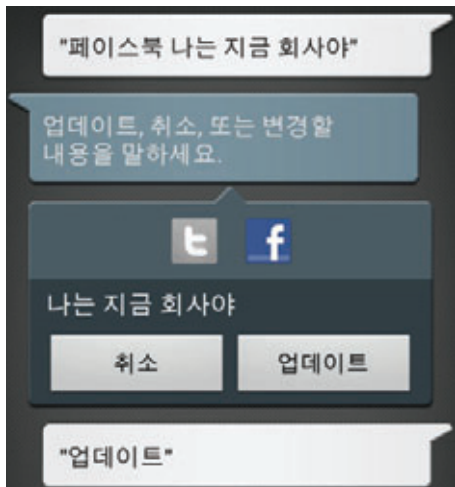 "페이스북 나는 지금 회사야"
업데이트, 취소, 또는 변경할
내용을 말하세요.
나는 지금 회사야
취소 업데이트
"업데이트"